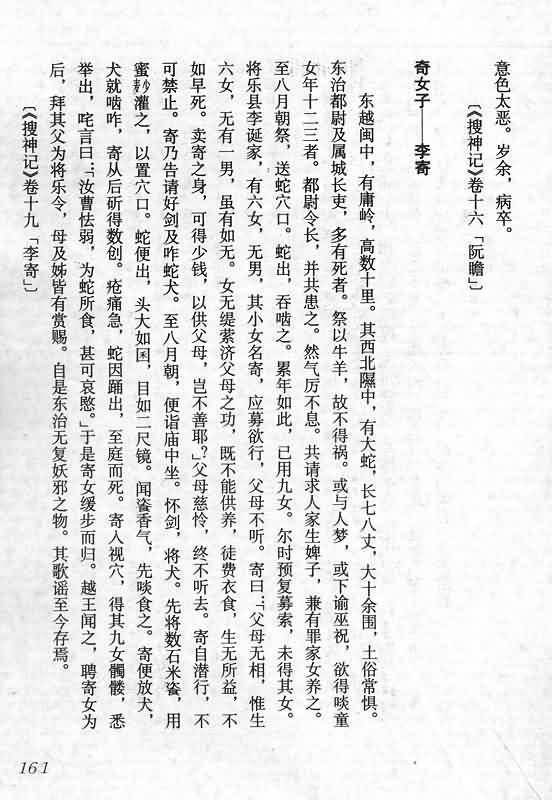 意色太恶。岁余，病卒。
〔《搜神记》卷十六「阮瞻」〕
奇女子——李寄
东越闽中，有庸岭，高数十里。其西北隰中，有大蛇，长七八丈，大十余围，土俗常惧。
东治都尉及属城长吏，多有死者。祭以牛羊，故不得祸。或与人梦，或下谕巫祝，欲得啖童
女年十二三者。都尉令长，并共患之。然气厉不息。共请求人家生婢子，兼有罪家女养之。
至八月朝祭，送蛇穴口。蛇出，吞啮之。累年如此，已用九女。尔时预复募索，未得其女。
将乐县李诞家，有六女，无男，其小女名寄，应募欲行，父母不听。寄曰：「父母无相，惟生
六女，无有一男，虽有如无。女无缇萦济父母之功，既不能供养，徒费衣食，生无所益，不
如早死。卖寄之身，可得少钱，以供父母，岂不善耶？」父母慈怜，终不听去。寄自潜行，不
可禁止。寄乃告请好剑及咋蛇犬。至八月朝，便诣庙中坐。怀剑，将犬。先将数石米餈，用
蜜麨灌之，以置穴口。蛇便出，头大如囷，目如二尺镜。闻餈香气，先啖食之。寄便放犬，
犬就啮咋，寄从后斫得数创。疮痛急，蛇因踊出，至庭而死。寄入视穴，得其九女髑髅，悉
举出，咤言曰：「汝曹怯弱，为蛇所食，甚可哀愍。」于是寄女缓步而归。越王闻之，聘寄女为
后，拜其父为将乐令，母及姊皆有赏赐。自是东治无复妖邪之物。其歌谣至今存焉。
〔《搜神记》卷十九「李寄」〕
161